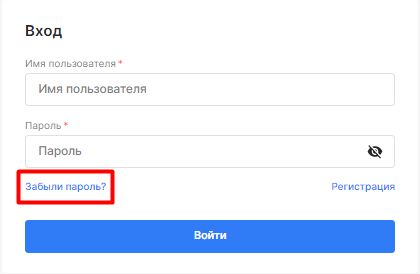 Вход
Имя пользователя *
Имя пользователя
Пароль *
Пароль
Забыли пароль? Регистрация
Войти